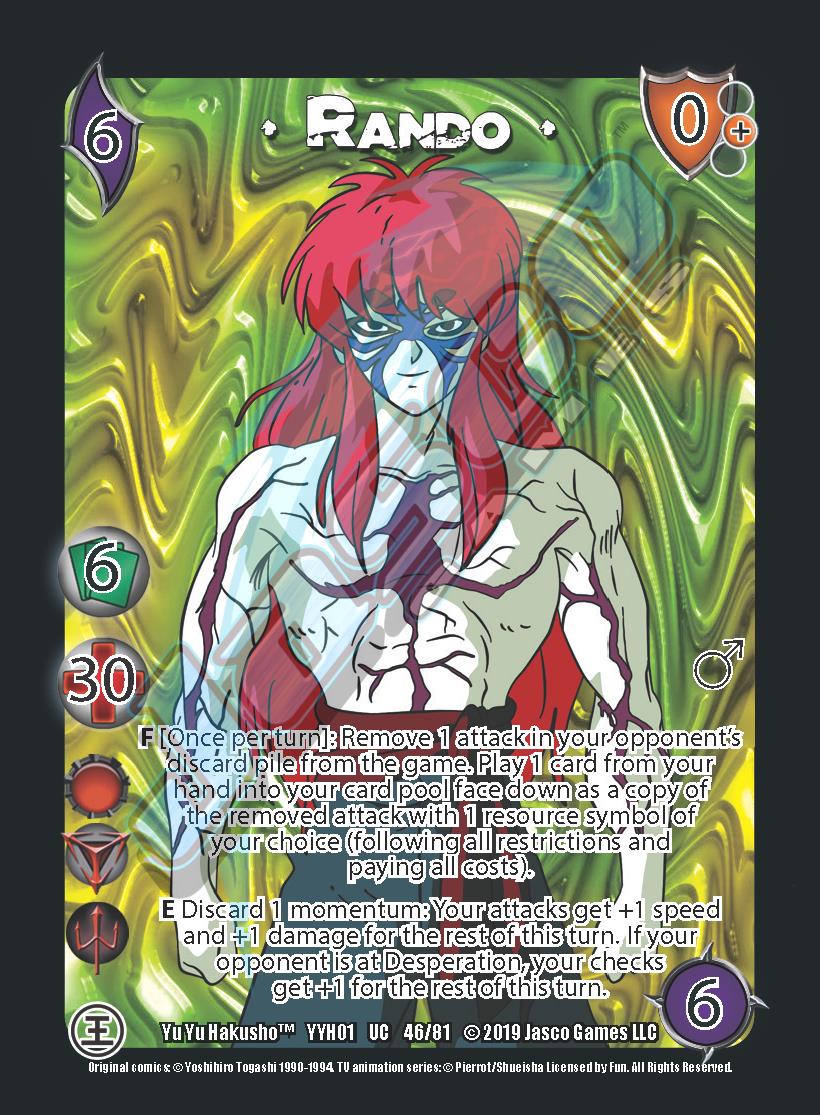 6
• RANDO •
0
+
™
6
30
F [Once per turn]: Remove 1 attack in your opponent's
discard pile from the game. Play 1 card from your
hand into your card pool face down as a copy of
the removed attack with 1 resource symbol of
your choice (following all restrictions and
paying all costs).
E Discard 1 momentum: Your attacks get +1 speed
and +1 damage for the rest of this turn. If your
opponent is at Desperation, your checks
get +1 for the rest of this turn.
6
王
Yu Yu Hakusho™ YYH01 UC 46/81 © 2019 Jasco Games LLC
Original comics: © Yoshihiro Togashi 1990-1994. TV animation series: © Pierrot/Shueisha Licensed by Fun. All Rights Reserved.